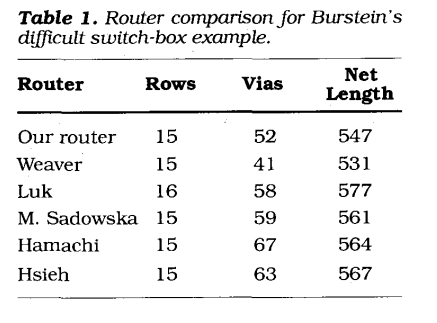 Table 1. Router comparison for Burstein's
difficult switch-box example.
Router Rows Vias Net Length
Our router 15 52 547
Weaver 15 41 531
Luk 16 58 577
M. Sadowska 15 59 561
Hamachi 15 67 564
Hsieh 15 63 567